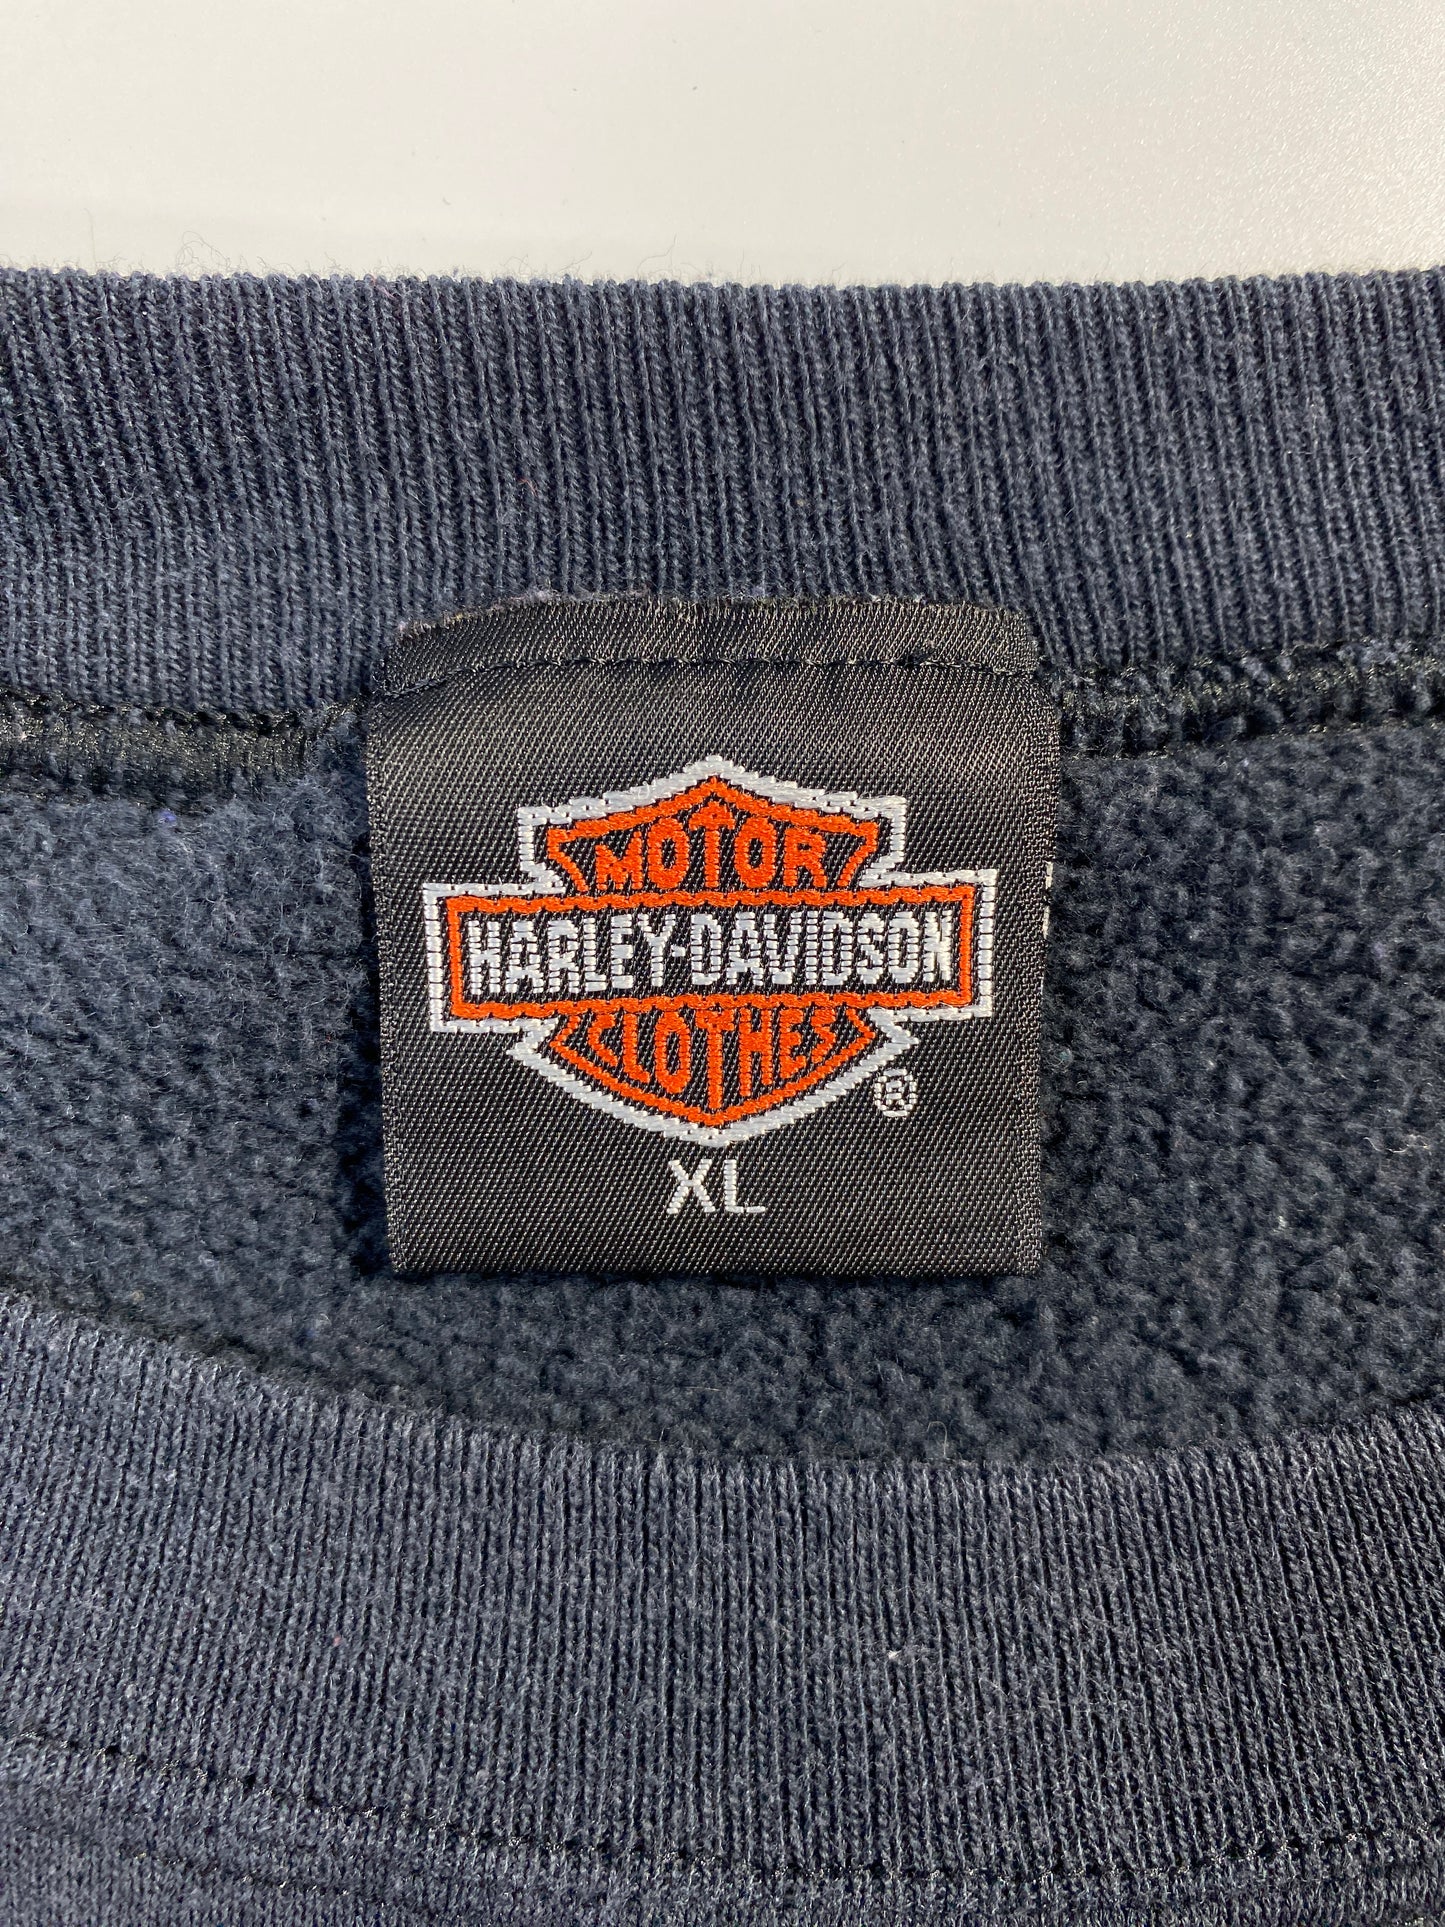 MOTOR
HARLEY-DAVIDSON
CLOTHES
®
XL